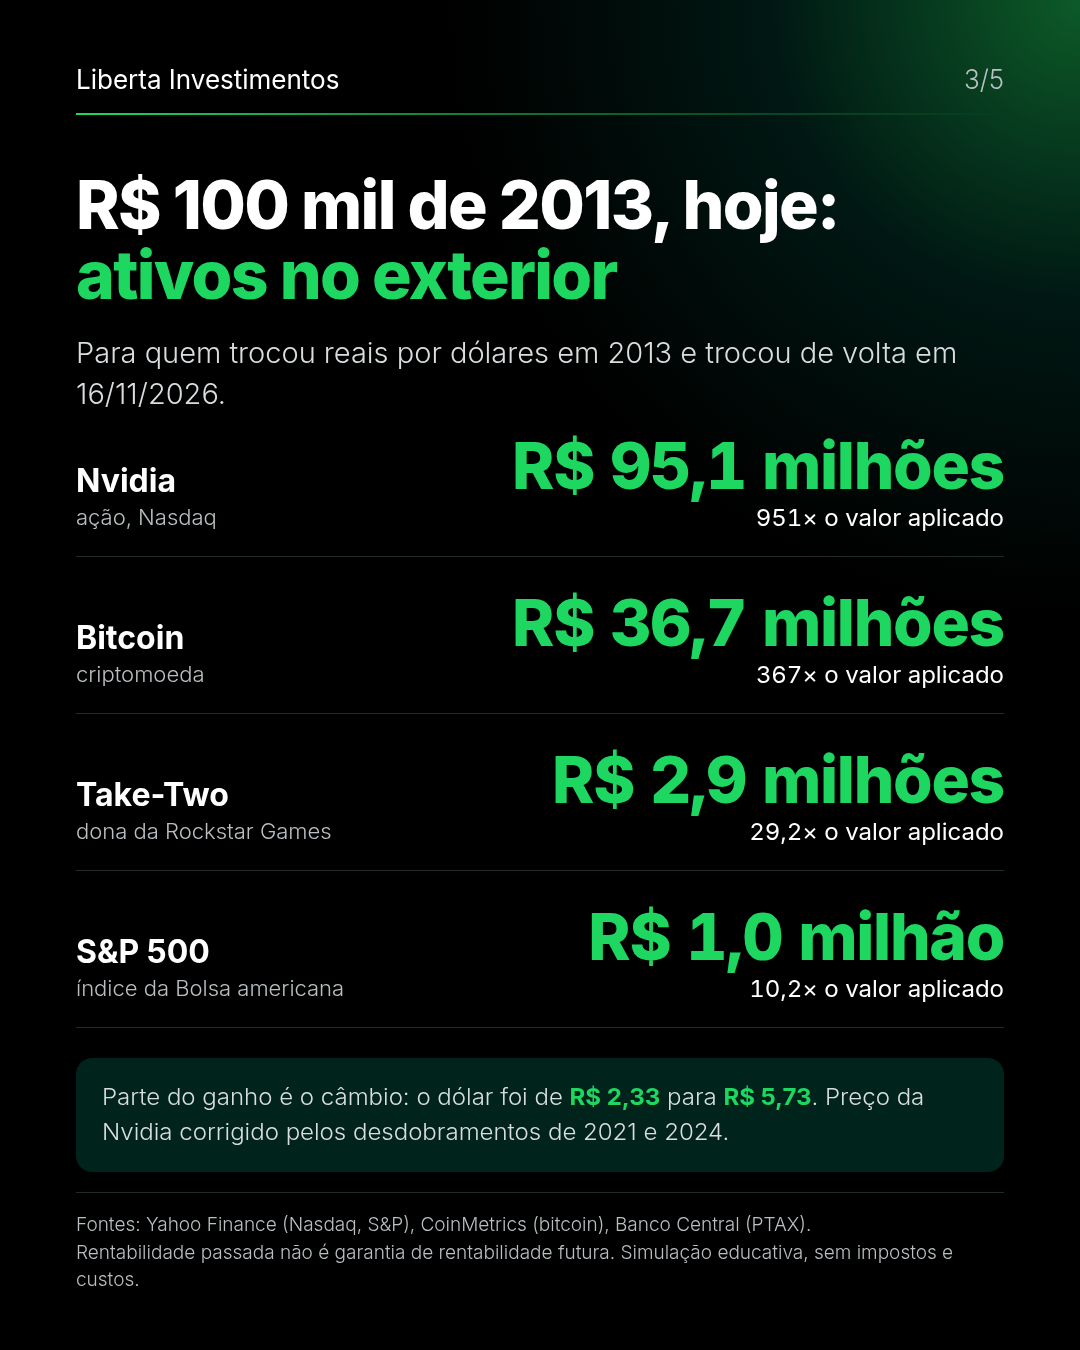 Liberta Investimentos
3/5
R$ 100 mil de 2013, hoje:
ativos no exterior
Para quem trocou reais por dólares em 2013 e trocou de volta em
16/11/2026.
Nvidia
ação, Nasdaq
R$ 95,1 milhões
951× o valor aplicado
Bitcoin
criptomoeda
R$ 36,7 milhões
367× o valor aplicado
Take-Two
dona da Rockstar Games
R$ 2,9 milhões
29,2× o valor aplicado
S&P 500
índice da Bolsa americana
R$ 1,0 milhão
10,2× o valor aplicado
Parte do ganho é o câmbio: o dólar foi de R$ 2,33 para R$ 5,73. Preço da
Nvidia corrigido pelos desdobramentos de 2021 e 2024.
Fontes: Yahoo Finance (Nasdaq, S&P), CoinMetrics (bitcoin), Banco Central (PTAX).
Rentabilidade passada não é garantia de rentabilidade futura. Simulação educativa, sem impostos e
custos.